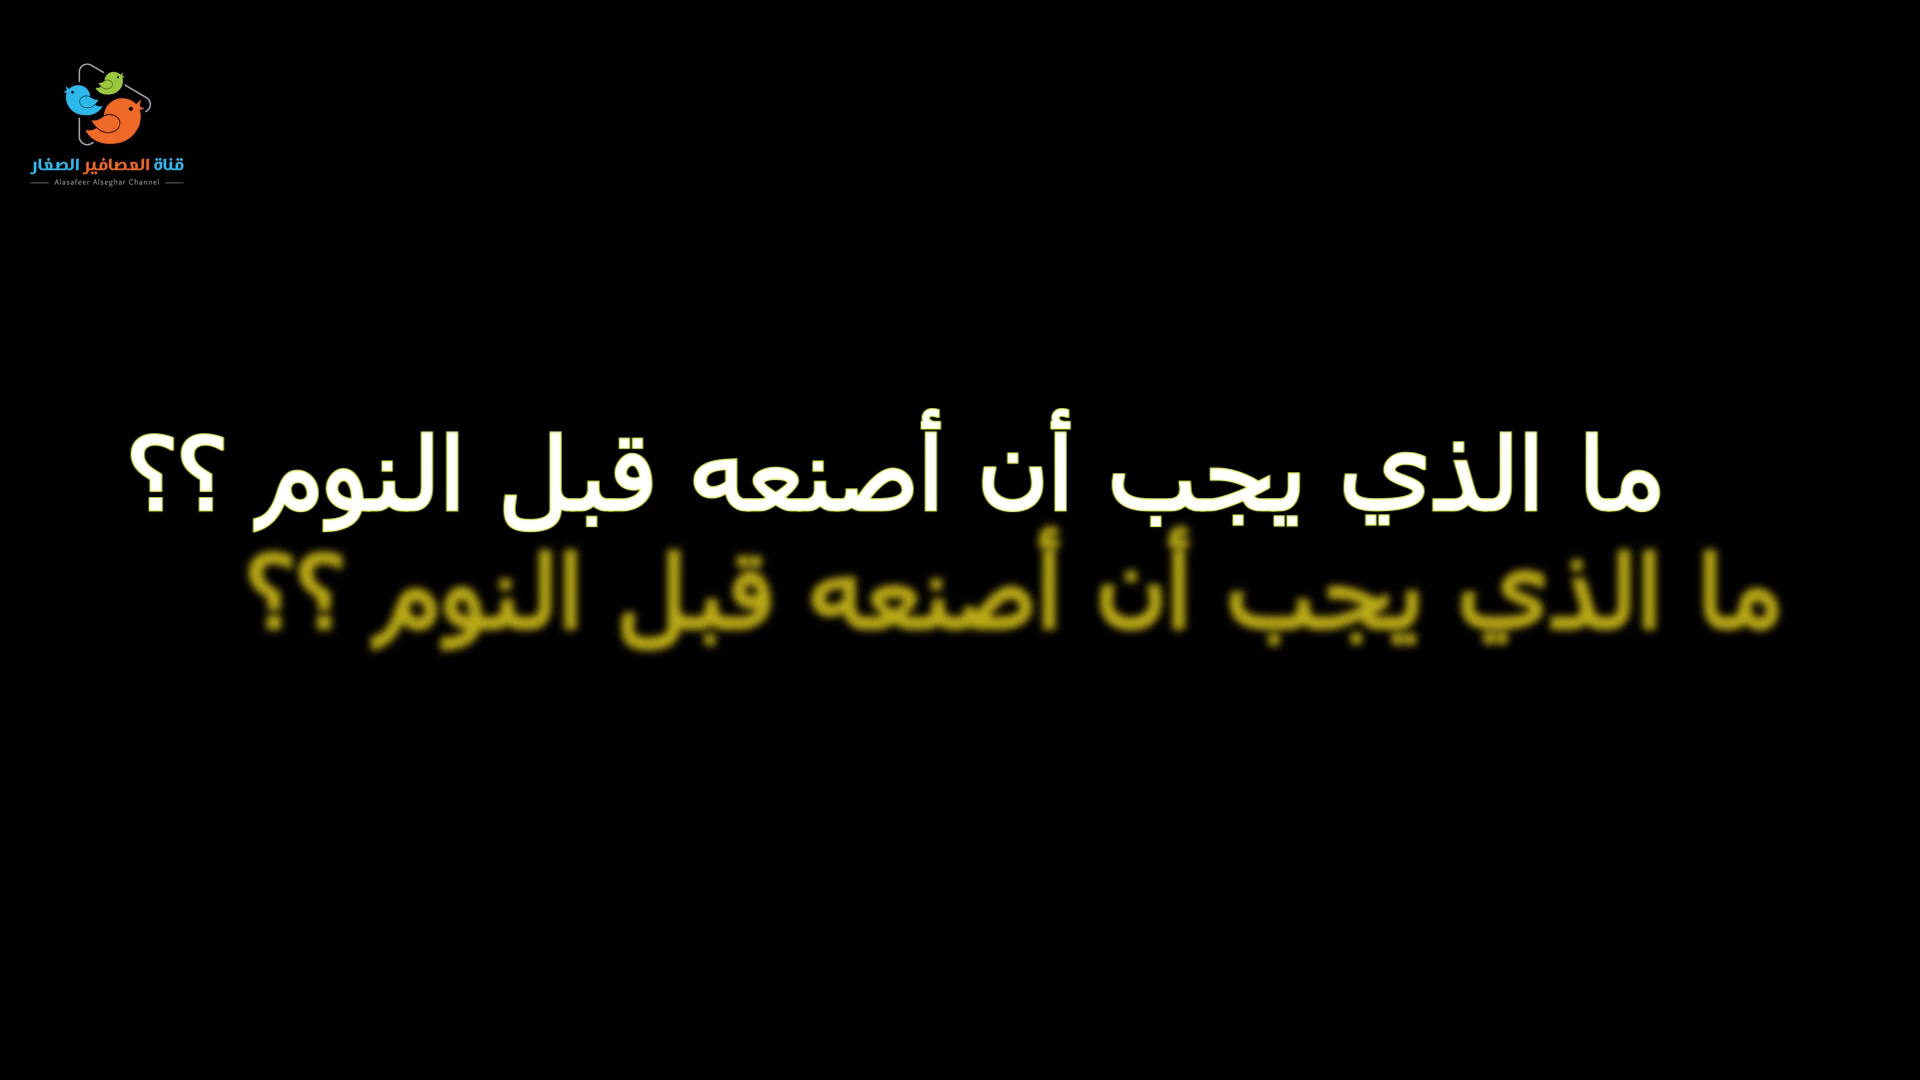 قناة العصافير الصغار
Alasafeer Alseghar Channel
ما الذي يجب أن أصنعه قبل النوم ؟؟
ما الذي يجب أن أصنعه قبل النوم ؟؟